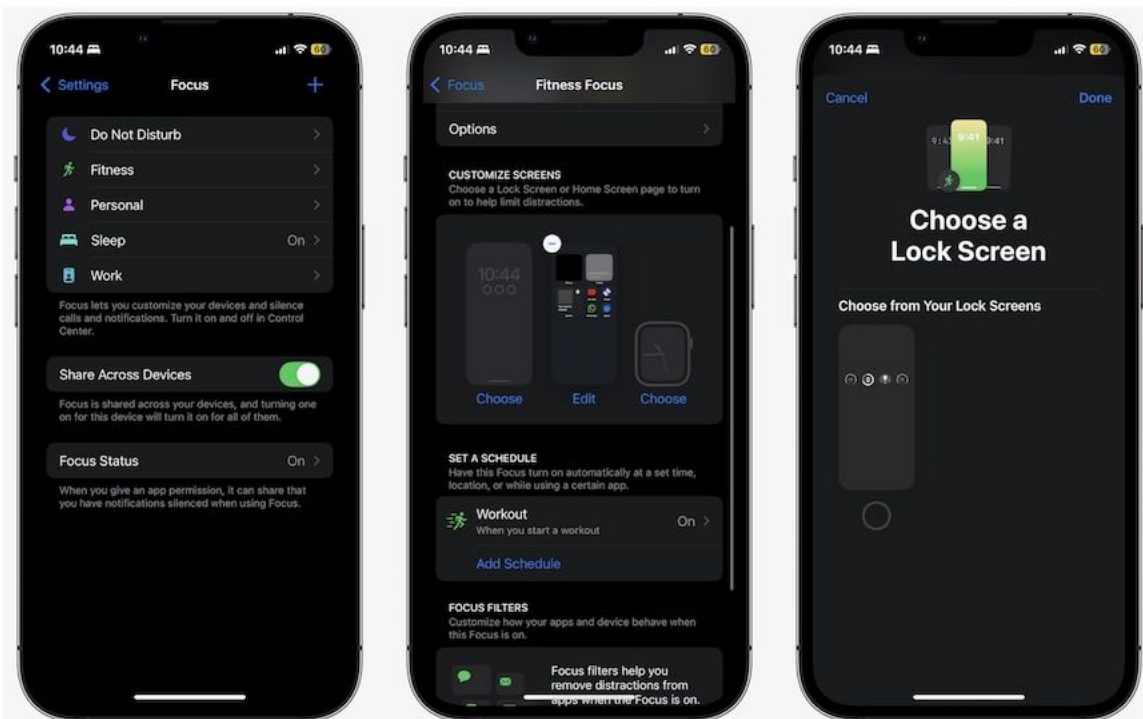 10:44
60
Settings
Focus
Do Not Disturb
Fitness
Personal
Sleep
On
Work
Focus lets you customize your devices and silence
calls and notifications. Turn it on and off in Control
Center.
Share Across Devices
Focus is shared across your devices, and turning one
on for this device will turn it on for all of them.
Focus Status
On
When you give an app permission, it can share that
you have notifications silenced when using Focus.
10:44
60
Focus
Fitness Focus
Options
CUSTOMIZE SCREENS
Choose a Lock Screen or Home Screen page to turn
on to help limit distractions.
10:44
Choose
Edit
Choose
SET A SCHEDULE
Have this Focus turn on automatically at a set time,
location, or while using a certain app.
Workout
When you start a workout
On
Add Schedule
FOCUS FILTERS
Customize how your apps and device behave when
this Focus is on.
Focus filters help you
remove distractions from
apps when the Focus is on.
10:44
60
Cancel
Done
9:41
9:41
Choose a
Lock Screen
Choose from Your Lock Screens